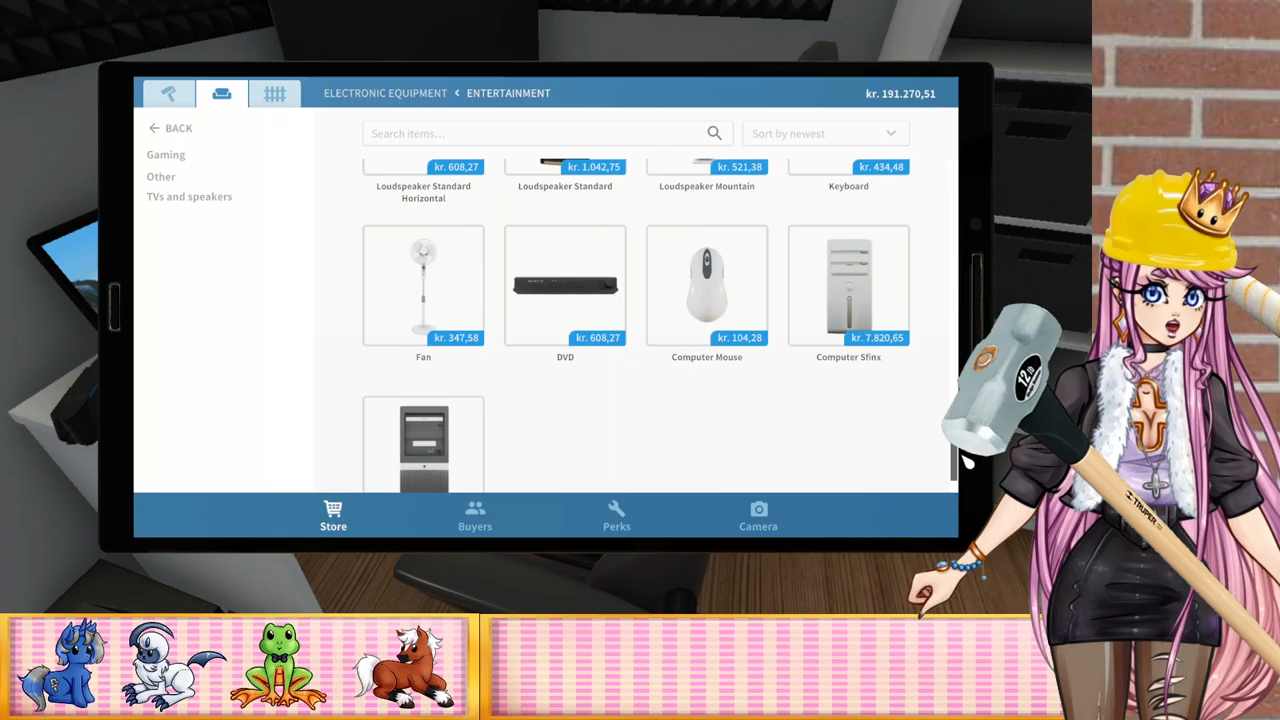 ELECTRONIC EQUIPMENT < ENTERTAINMENT
kr. 191.270,51
BACK
Search items...
Sort by newest
Gaming
Other
TVs and speakers
kr. 608,27
kr. 1.042,75
kr. 521,38
kr. 434,48
Loudspeaker Standard
Horizontal
Loudspeaker Standard
Loudspeaker Mountain
Keyboard
kr. 347,58
kr. 608,27
kr. 104,28
kr. 7.820,65
Fan
DVD
Computer Mouse
Computer Sfinx
12 lb
TRUPER
Store
Buyers
Perks
Camera